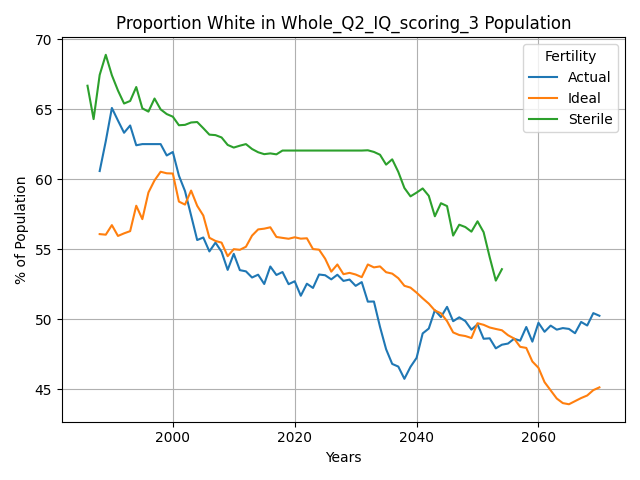 Proportion White in Whole_Q2_IQ_scoring_3 Population
70
65
60
55
50
45
% of Population
2000
2020
2040
2060
Years
Fertility
Actual
Ideal
Sterile